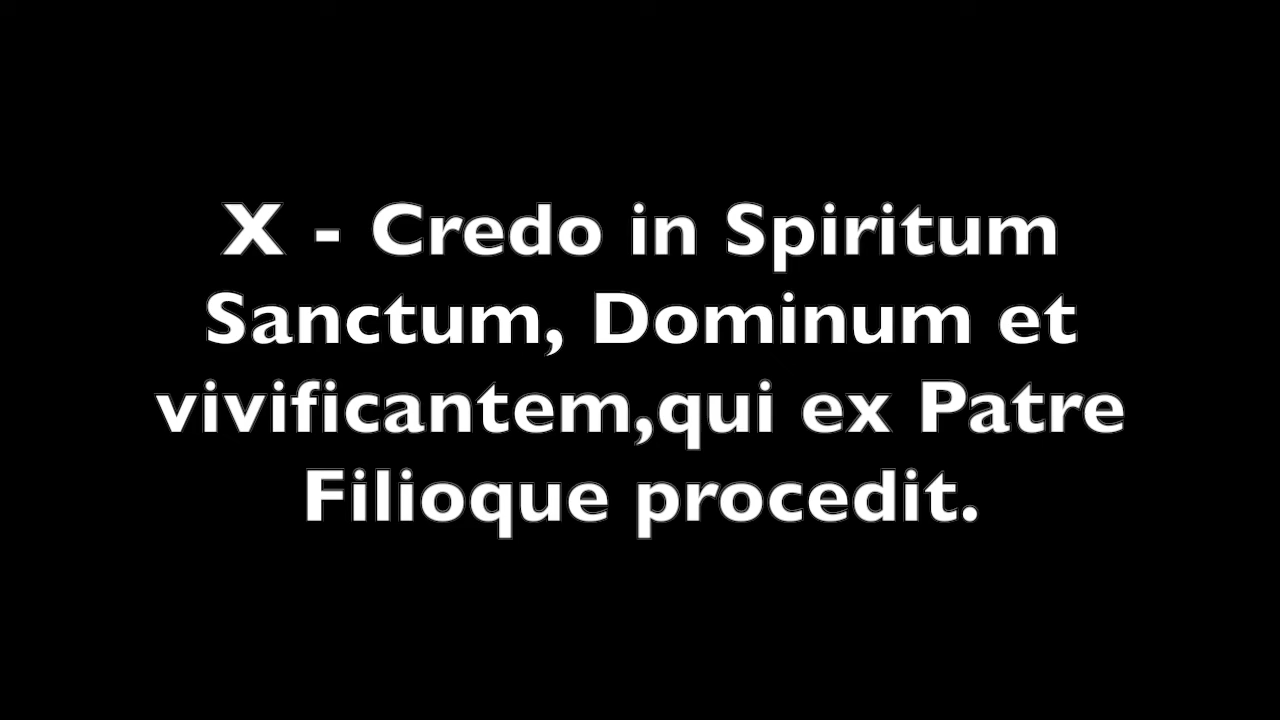 X - Credo in Spiritum
Sanctum, Dominum et
vivificantem,qui ex Patre
Filioque procedit.